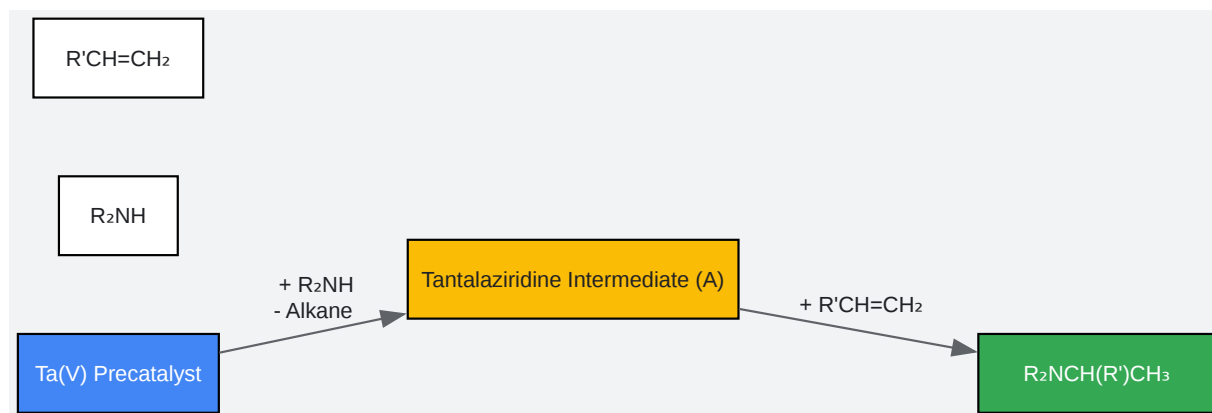 R'CH=CH₂
R₂NH
+ R₂NH
- Alkane
Tantalaziridine Intermediate (A)
+ R'CH=CH₂
Ta(V) Precatalyst
R₂NCH(R')CH₃